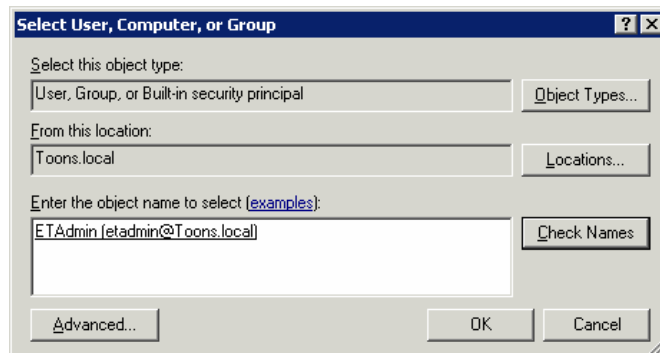 Select User, Computer, or Group
Select this object type:
User, Group, or Built-in security principal
Object Types...
From this location:
Toons.local
Locations...
Enter the object name to select (examples):
ETAdmin (etadmin@Toons.local)
Check Names
Advanced...
OK
Cancel